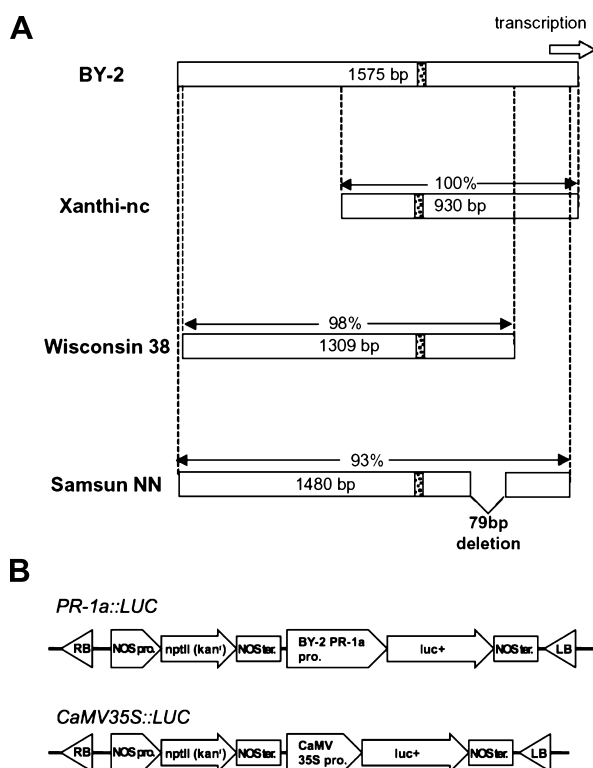 A
transcription
BY-2
1575 bp
100%
Xanthi-nc
930 bp
98%
Wisconsin 38
1309 bp
93%
Samsun NN
1480 bp
79bp
deletion
B
PR-1a::LUC
RB NOS pro. nptII (kanʳ) NOS ter. BY-2 PR-1a pro. luc+ NOS ter. LB
CaMV35S::LUC
RB NOS pro. nptII (kanʳ) NOS ter. CaMV 35S pro. luc+ NOS ter. LB